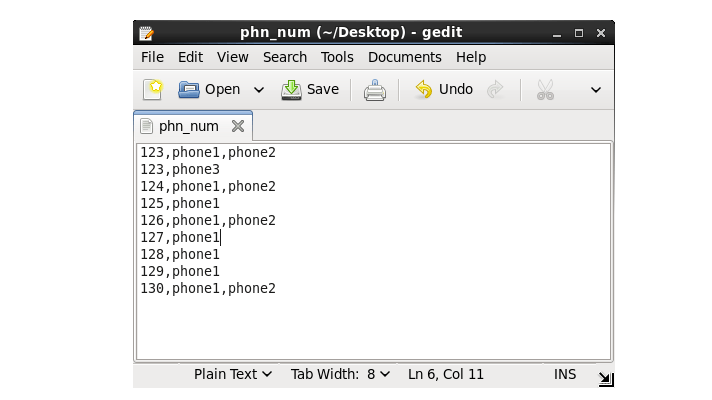 phn_num (~/Desktop) - gedit
File Edit View Search Tools Documents Help
Open Save Undo
phn_num
123,phone1,phone2
123,phone3
124,phone1,phone2
125,phone1
126,phone1,phone2
127,phone1
128,phone1
129,phone1
130,phone1,phone2
Plain Text Tab Width: 8 Ln 6, Col 11 INS